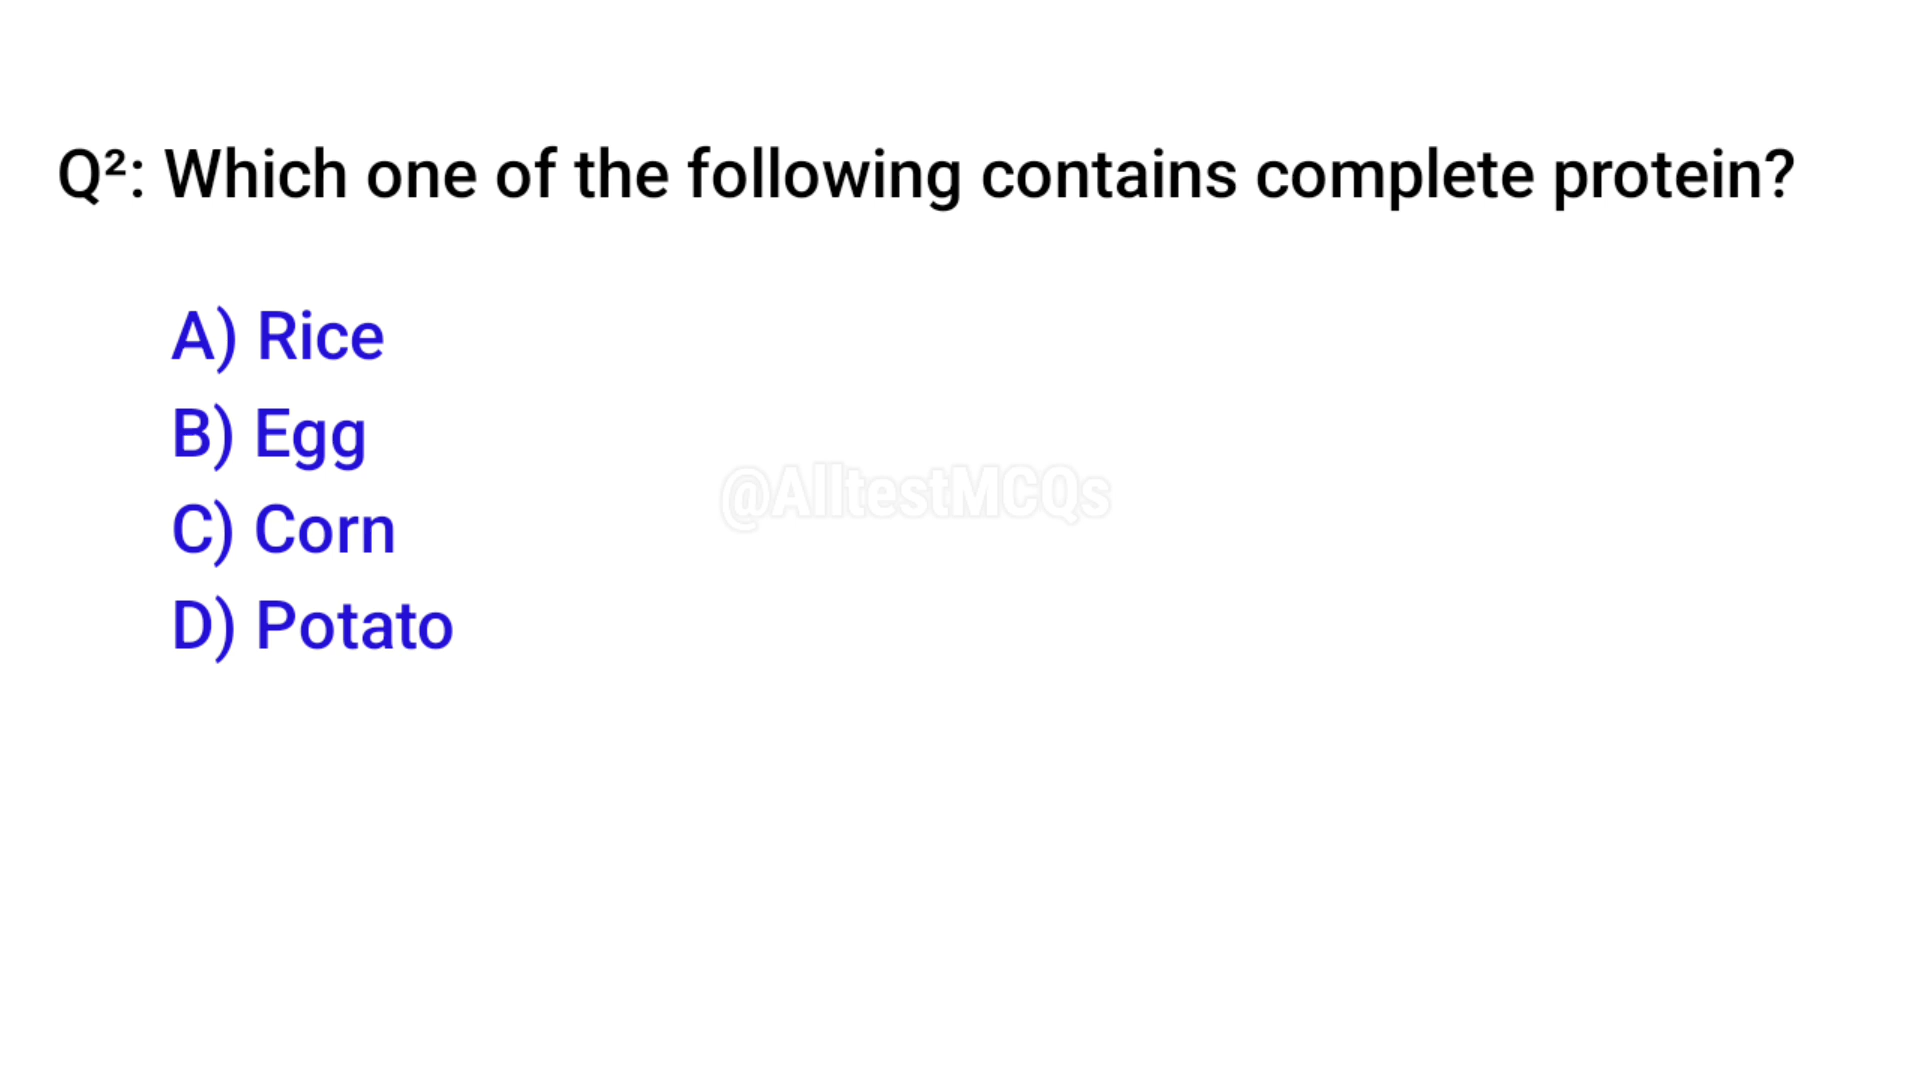 Q²: Which one of the following contains complete protein?
A) Rice
B) Egg
@AlltestMCQs
C) Corn
D) Potato